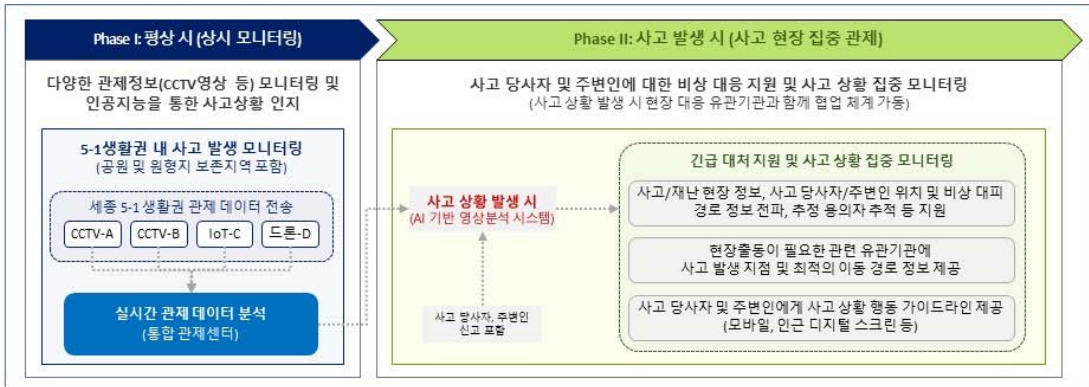 Phase I: 평상 시 (상시 모니터링)
Phase II: 사고 발생 시 (사고 현장 집중 관제)
다양한 관제정보(CCTV영상 등) 모니터링 및
인공지능을 통한 사고상황 인지
5-1생활권 내 사고 발생 모니터링
(공원 및 원형지 보존지역 포함)
세종 5-1 생활권 관제 데이터 전송
CCTV-A
CCTV-B
IoT-C
드론-D
실시간 관제 데이터 분석
(통합 관제센터)
사고 당사자 및 주변인에 대한 비상 대응 지원 및 사고 상황 집중 모니터링
(사고 상황 발생 시 현장 대응 유관기관과 함께 협업 체계 가동)
사고 상황 발생 시
(AI 기반 영상분석 시스템)
사고 당사자, 주변인
신고 포함
긴급 대처 지원 및 사고 상황 집중 모니터링
사고/재난 현장 정보, 사고 당사자/주변인 위치 및 비상 대피
경로 정보 전파, 추정 용의자 추적 등 지원
현장출동이 필요한 관련 유관기관에
사고 발생 지점 및 최적의 이동 경로 정보 제공
사고 당사자 및 주변인에게 사고 상황 행동 가이드라인 제공
(모바일, 인근 디지털 스크린 등)